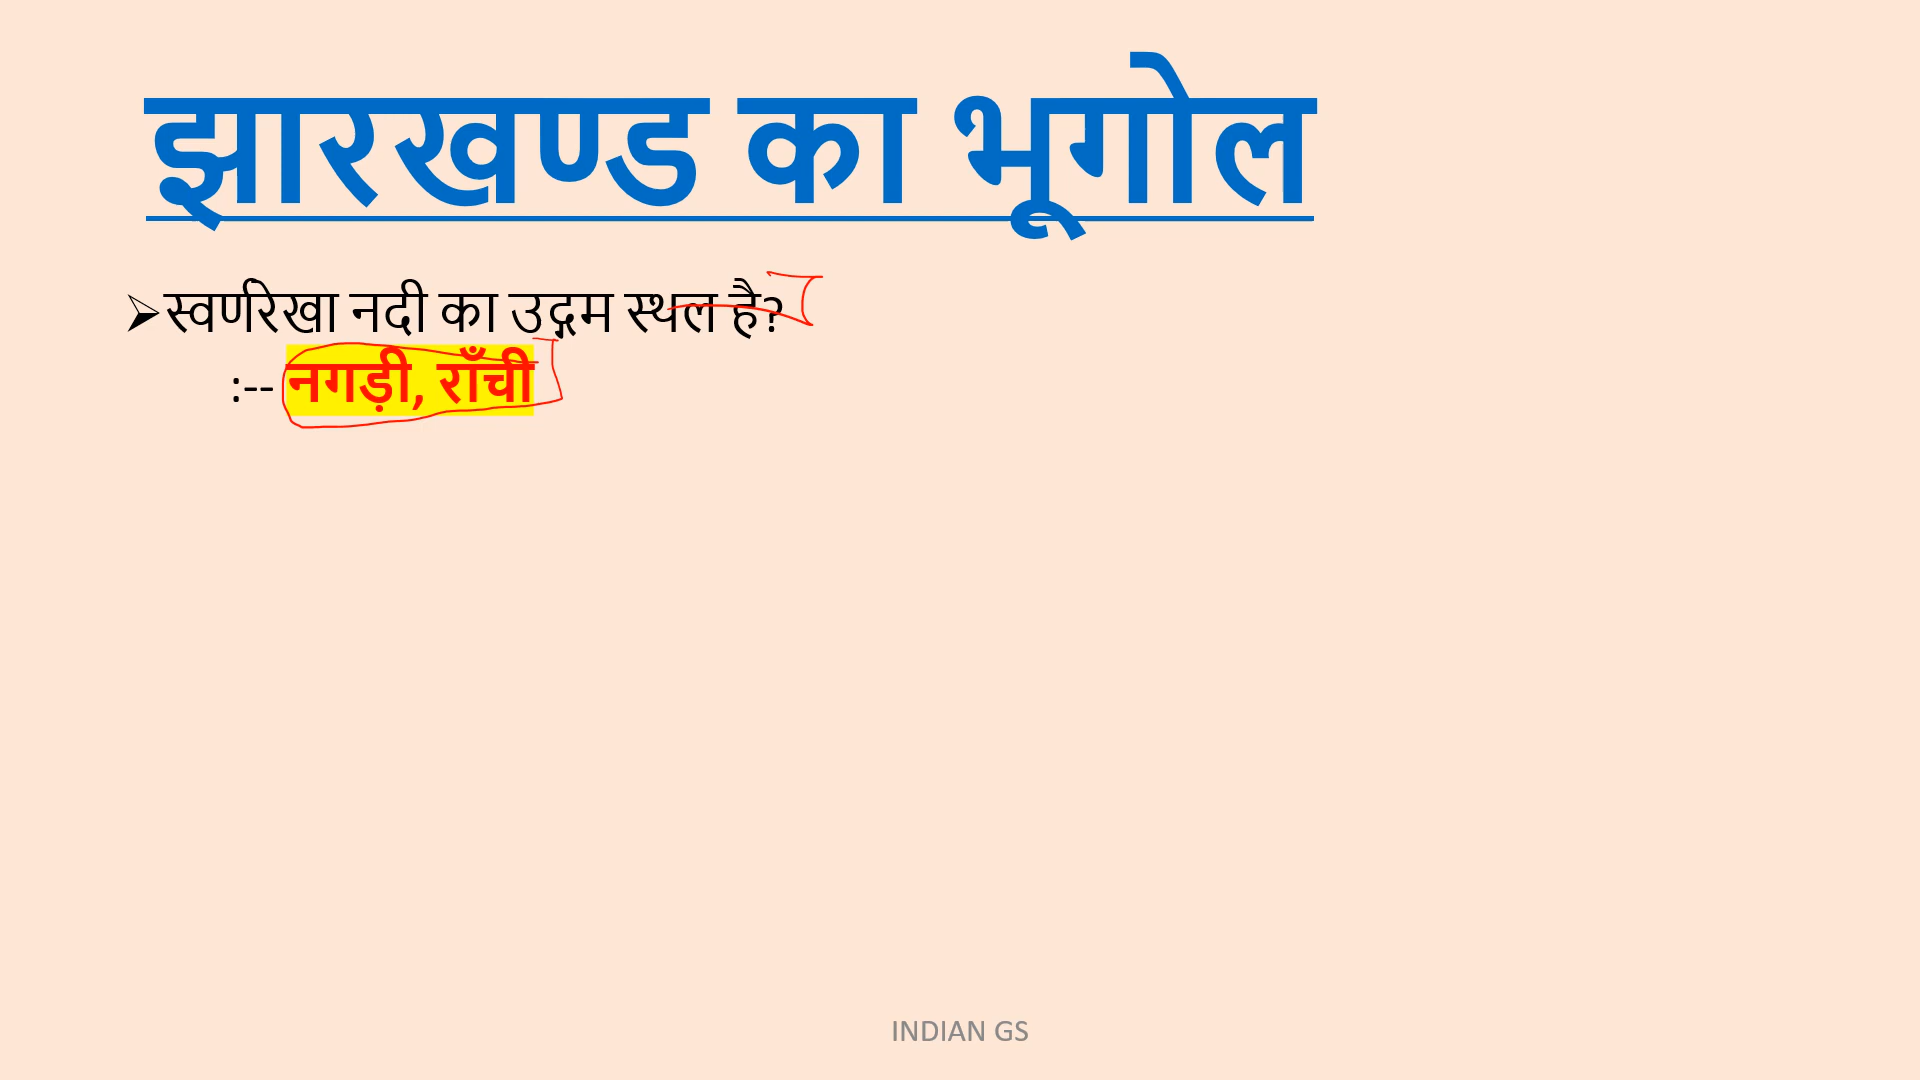 झारखण्ड का भूगोल
➢स्वर्णरेखा नदी का उद्गम स्थल है?
:-- नगड़ी, राँची
INDIAN GS